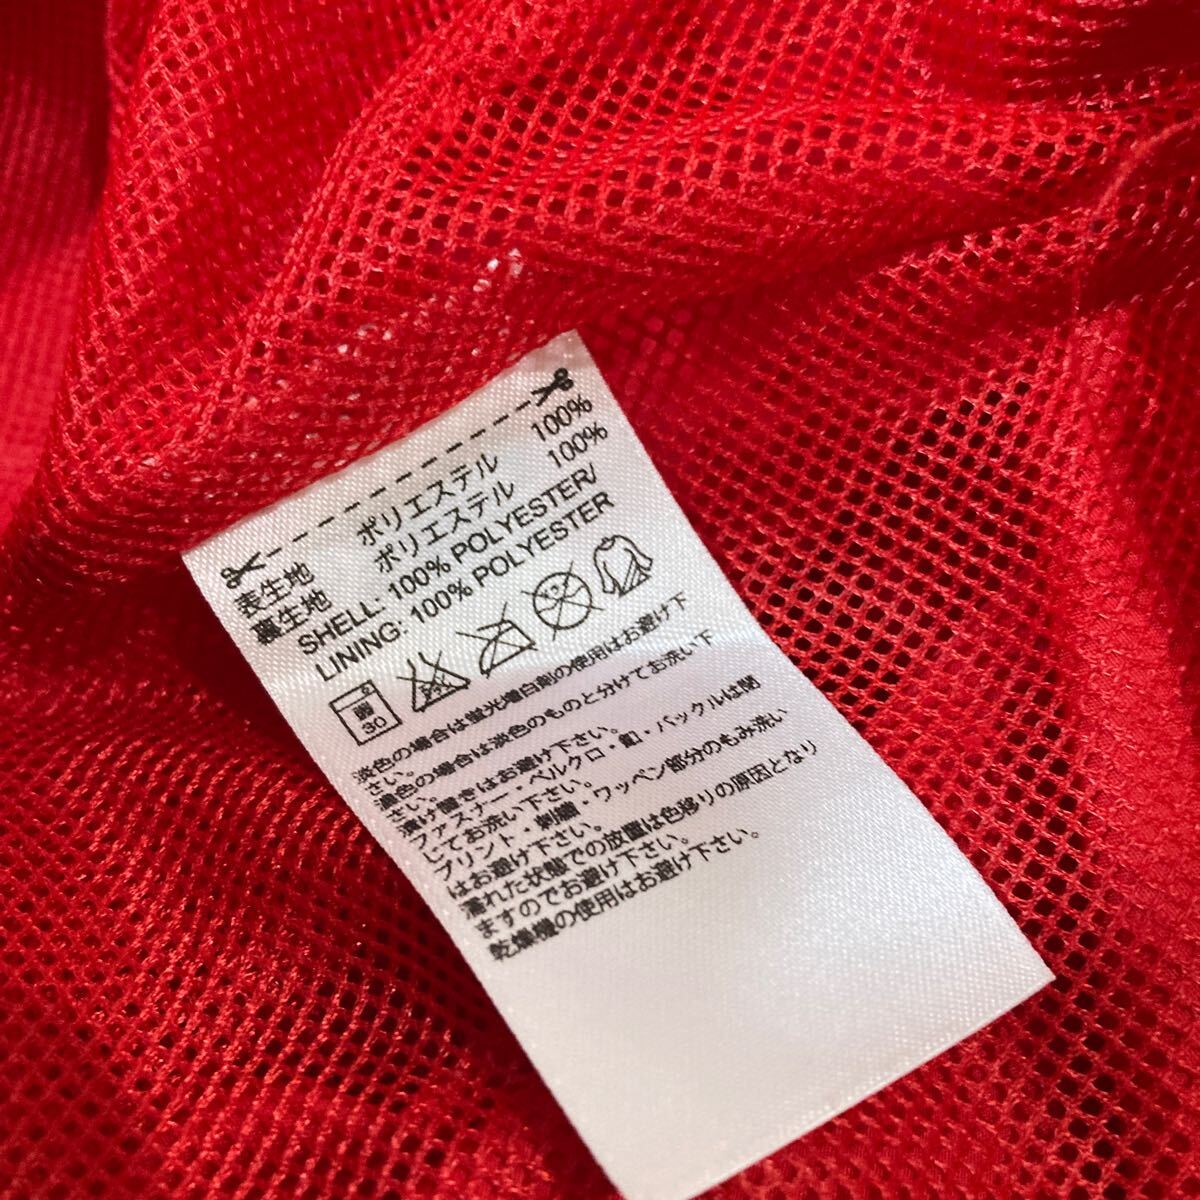 表生地 ポリエステル 100%
裏生地 ポリエステル 100%
SHELL: 100% POLYESTER/
LINING: 100% POLYESTER
弱
30
淡色の場合は蛍光増白剤の使用はお避け下
さい。
濃色の場合は淡色のものと分けてお洗い下
さい。
漬け置きはお避け下さい。
ファスナー・ベルクロ・釦・バックルは閉
してお洗い下さい。
プリント・刺繍・ワッペン部分のもみ洗い
はお避け下さい。
濡れた状態での放置は色移りの原因となり
ますのでお避け下さい。
乾燥機の使用はお避け下さい。